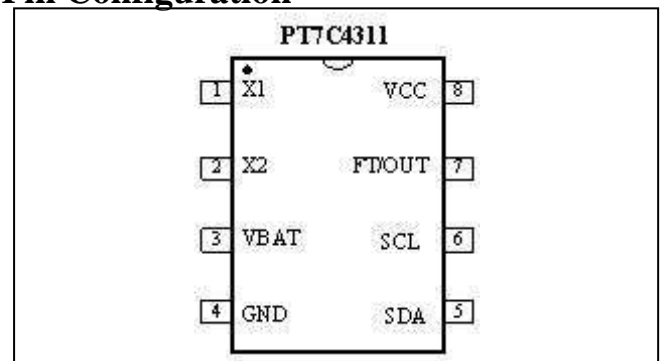 Pin Configuration
PT7C4311
1 X1 VCC 8
2 X2 FT/OUT 7
3 VBAT SCL 6
4 GND SDA 5